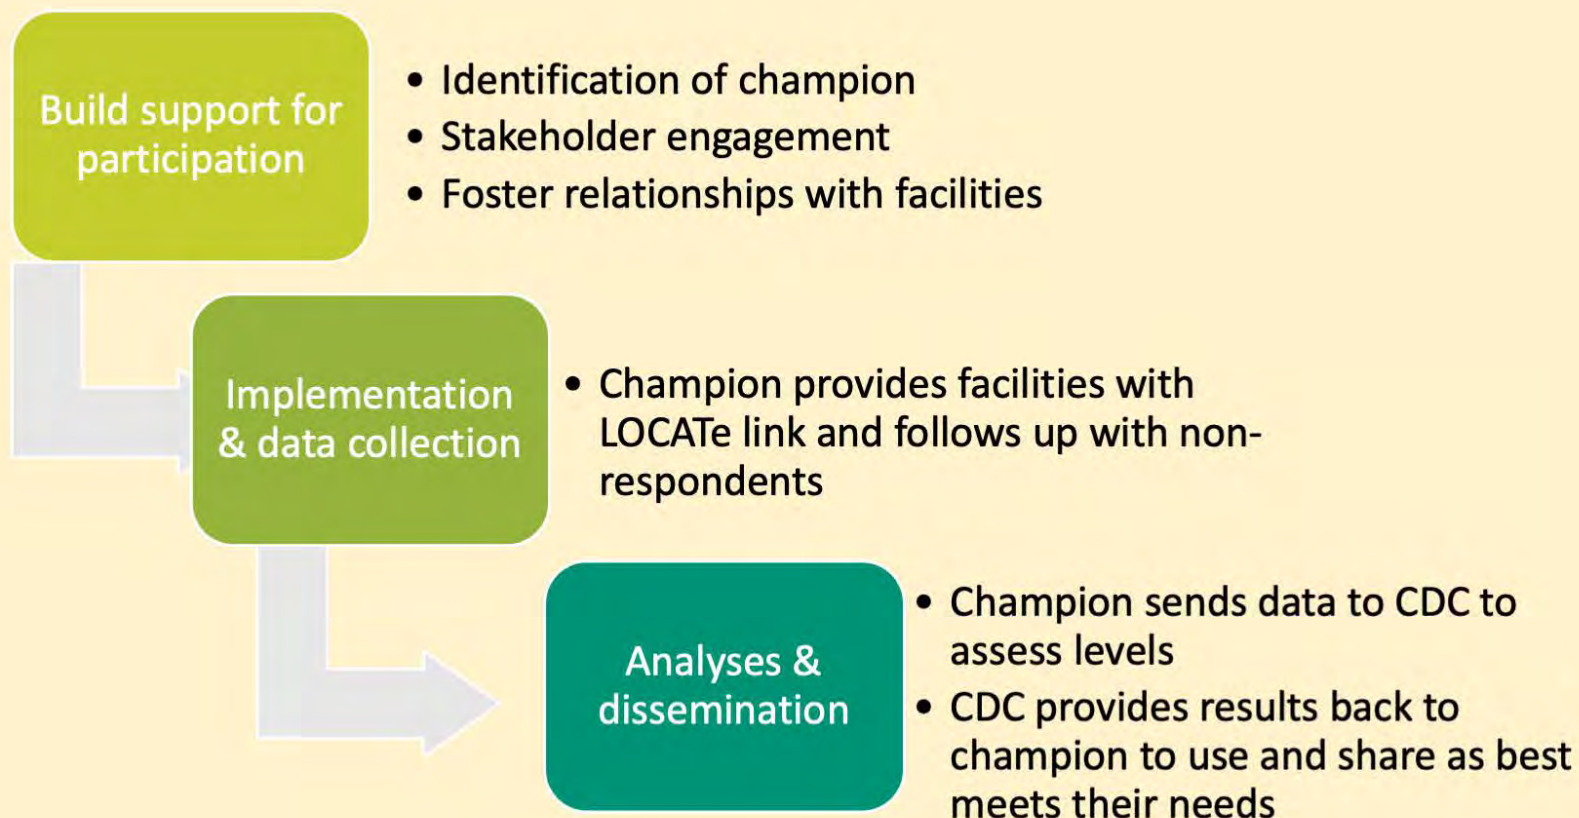 Build support for
participation
• Identification of champion
• Stakeholder engagement
• Foster relationships with facilities
Implementation
& data collection
• Champion provides facilities with
LOCATe link and follows up with non-
respondents
Analyses &
dissemination
• Champion sends data to CDC to
assess levels
• CDC provides results back to
champion to use and share as best
meets their needs